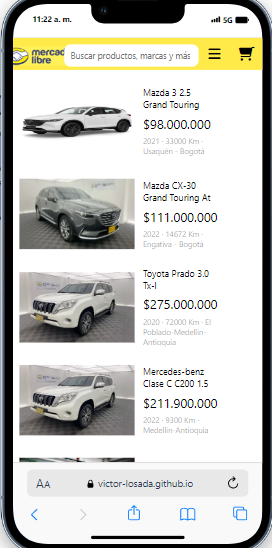 11:22 a. m.
5G
mercado
libre
Buscar productos, marcas y más
Mazda 3 2.5
Grand Touring
$98.000.000
2021 · 33000 Km ·
Usaquén · Bogotá
Mazda CX-30
Grand Touring At
$111.000.000
2022 · 14672 Km ·
Engativa · Bogotá
Toyota Prado 3.0
Tx-l
$275.000.000
2020 · 72000 Km · El
Poblado-Medellín-
Antioquia
Mercedes-benz
Clase C C200 1.5
$211.900.000
2022 · 9300 Km ·
Medellín-Antioquia
AA
victor-losada.github.io